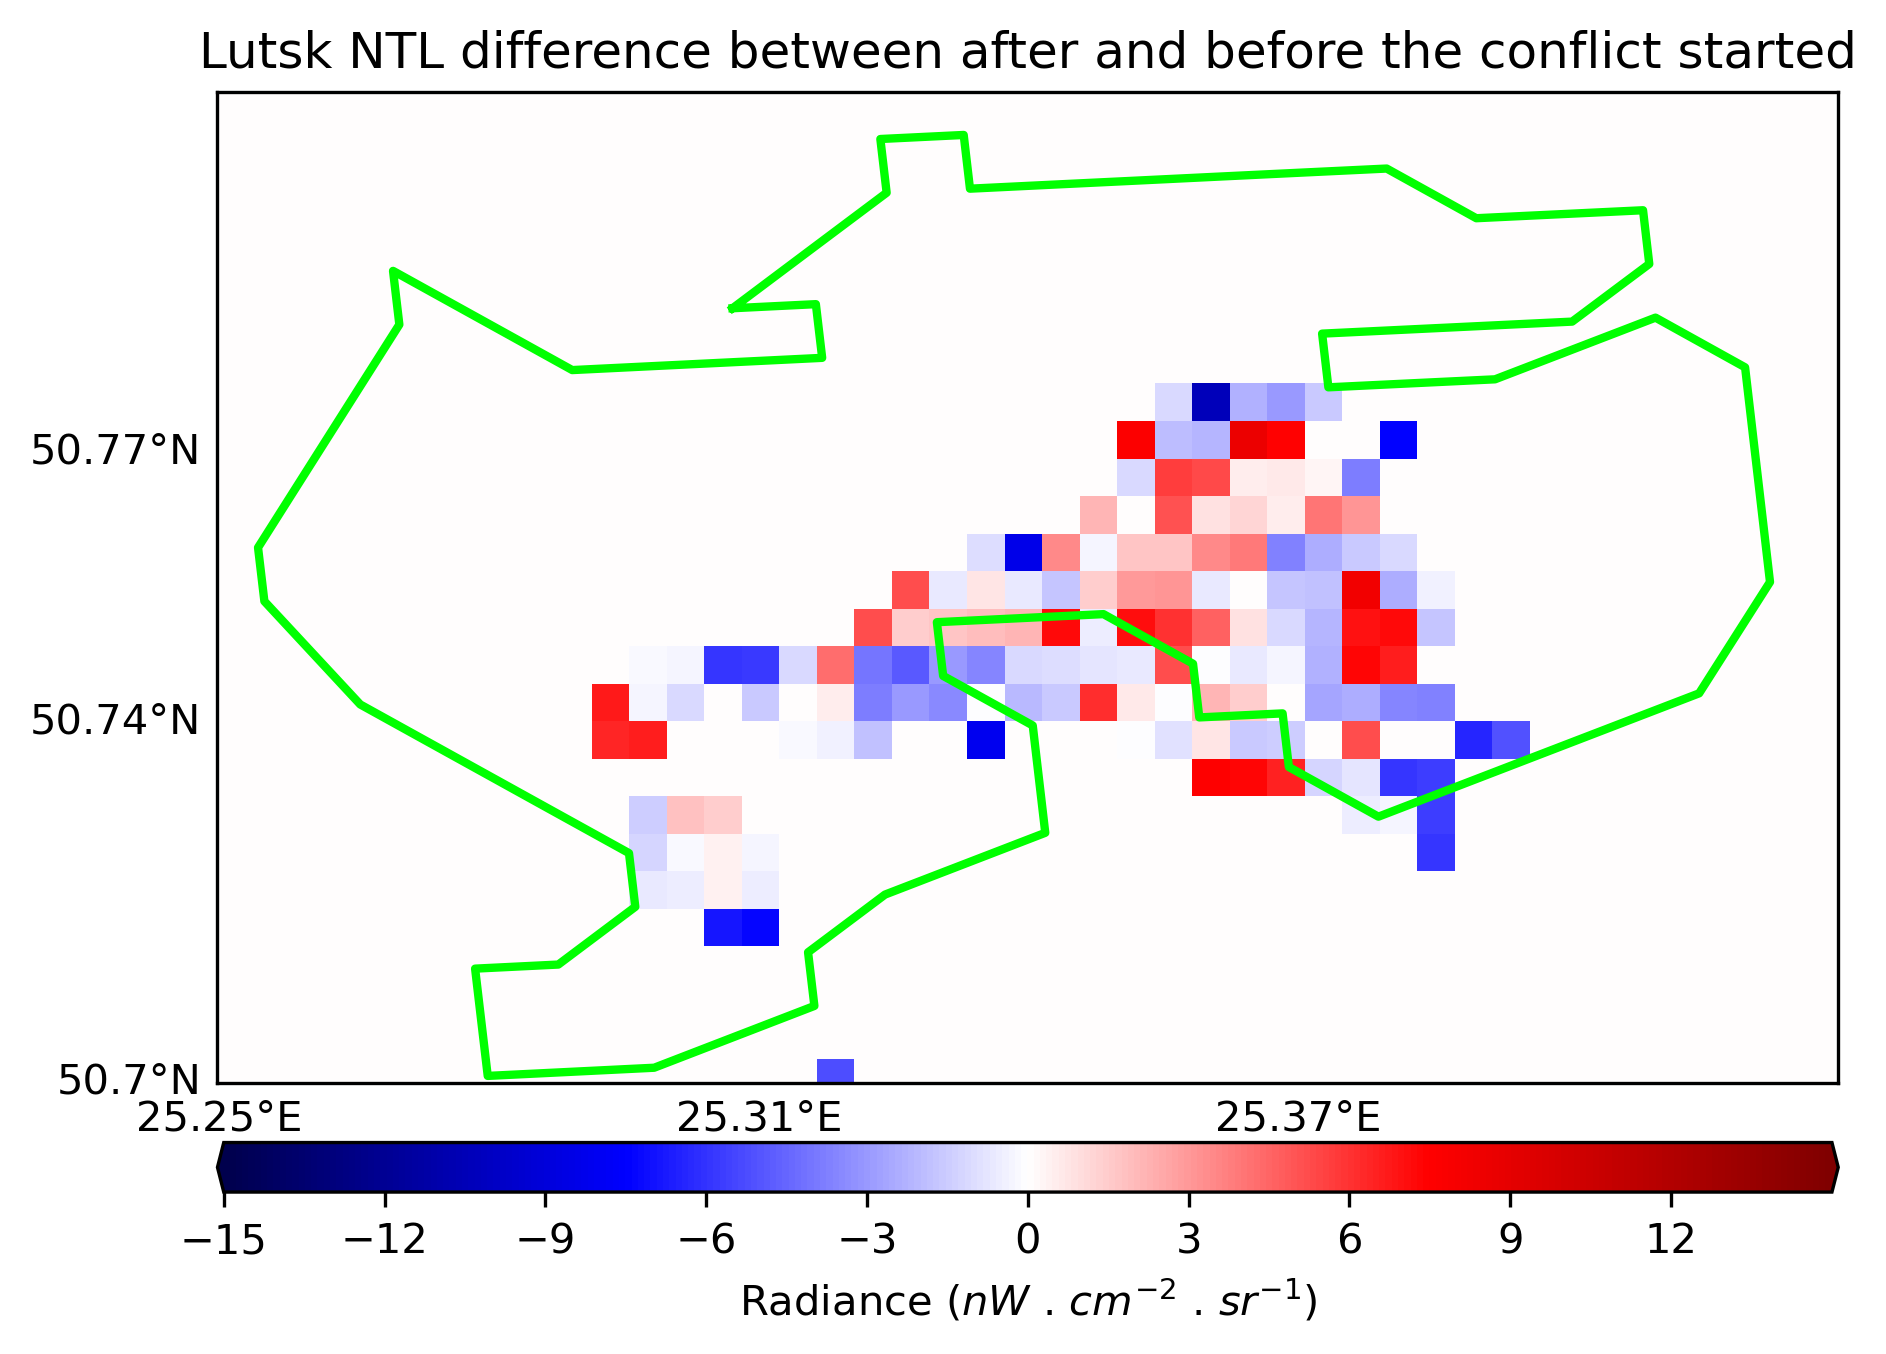 Lutsk NTL difference between after and before the conflict started
50.77°N
50.74°N
50.7°N
25.25°E 25.31°E 25.37°E
−15 −12 −9 −6 −3 0 3 6 9 12
Radiance (nW . cm⁻² . sr⁻¹)